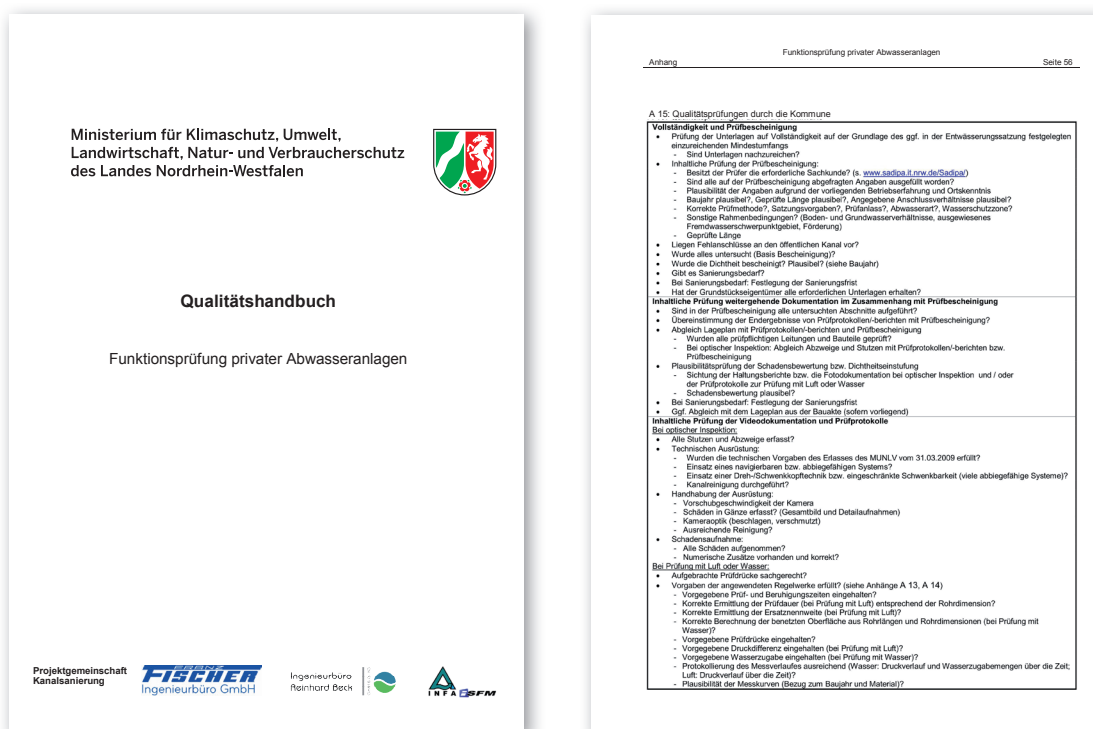 Ministerium für Klimaschutz, Umwelt,
Landwirtschaft, Natur- und Verbraucherschutz
des Landes Nordrhein-Westfalen
Qualitätshandbuch
Funktionsprüfung privater Abwasseranlagen
Projektgemeinschaft
Kanalsanierung
FRANZ
FISCHER
Ingenieurbüro GmbH
Ingenieurbüro
Reinhard Beck
INFA
SFM
Funktionsprüfung privater Abwasseranlagen
Anhang Seite 56
A 15: Qualitätsprüfungen durch die Kommune
Vollständigkeit und Prüfbescheinigung
• Prüfung der Unterlagen auf Vollständigkeit auf der Grundlage des ggf. in der Entwässerungssatzung festgelegten
einzureichenden Mindestumfangs
- Sind Unterlagen nachzureichen?
• Inhaltliche Prüfung der Prüfbescheinigung:
- Besitzt der Prüfer die erforderliche Sachkunde? (s. www.sadipa.it.nrw.de/Sadipa/)
- Sind alle auf der Prüfbescheinigung abgefragten Angaben ausgefüllt worden?
- Plausibilität der Angaben aufgrund der vorliegenden Betriebserfahrung und Ortskenntnis
- Baujahr plausibel?, Geprüfte Länge plausibel?, Angegebene Anschlussverhältnisse plausibel?
- Korrekte Prüfmethode?, Satzungsvorgaben?, Prüfanlass?, Abwasserart?, Wasserschutzzone?
- Sonstige Rahmenbedingungen? (Boden- und Grundwasserverhältnisse, ausgewiesenes
Fremdwasserschwerpunktgebiet, Förderung)
- Geprüfte Länge
• Liegen Fehlanschlüsse an den öffentlichen Kanal vor?
• Wurde alles untersucht (Basis Bescheinigung)?
• Wurde die Dichtheit bescheinigt? Plausibel? (siehe Baujahr)
• Gibt es Sanierungsbedarf?
• Bei Sanierungsbedarf: Festlegung der Sanierungsfrist
• Hat der Grundstückseigentümer alle erforderlichen Unterlagen erhalten?
Inhaltliche Prüfung weitergehende Dokumentation im Zusammenhang mit Prüfbescheinigung
• Sind in der Prüfbescheinigung alle untersuchten Abschnitte aufgeführt?
• Übereinstimmung der Endergebnisse von Prüfprotokollen/-berichten mit Prüfbescheinigung?
• Abgleich Lageplan mit Prüfprotokollen/-berichten und Prüfbescheinigung
- Wurden alle prüfpflichtigen Leitungen und Bauteile geprüft?
- Bei optischer Inspektion: Abgleich Abzweige und Stutzen mit Prüfprotokollen/-berichten bzw.
Prüfbescheinigung
• Plausibilitätsprüfung der Schadensbewertung bzw. Dichtheitseinstufung
- Sichtung der Haltungsberichte bzw. die Fotodokumentation bei optischer Inspektion und / oder
der Prüfprotokolle zur Prüfung mit Luft oder Wasser
- Schadensbewertung plausibel?
• Bei Sanierungsbedarf: Festlegung der Sanierungsfrist
• Ggf. Abgleich mit dem Lageplan aus der Bauakte (sofern vorliegend)
Inhaltliche Prüfung der Videodokumentation und Prüfprotokolle
Bei optischer Inspektion:
• Alle Stutzen und Abzweige erfasst?
• Technischen Ausrüstung:
- Wurden die technischen Vorgaben des Erlasses des MUNLV vom 31.03.2009 erfüllt?
- Einsatz eines navigierbaren bzw. abbiegefähigen Systems?
- Einsatz einer Dreh-/Schwenkkopftechnik bzw. eingeschränkte Schwenkbarkeit (viele abbiegefähige Systeme)?
- Kanalreinigung durchgeführt?
• Handhabung der Ausrüstung:
- Vorschubgeschwindigkeit der Kamera
- Schäden in Gänze erfasst? (Gesamtbild und Detailaufnahmen)
- Kameraoptik (beschlagen, verschmutzt)
- Ausreichende Reinigung?
• Schadensaufnahme:
- Alle Schäden aufgenommen?
- Numerische Zusätze vorhanden und korrekt?
Bei Prüfung mit Luft oder Wasser:
• Aufgebrachte Prüfdrücke sachgerecht?
• Vorgaben der angewendeten Regelwerke erfüllt? (siehe Anhänge A 13, A 14)
- Vorgegebene Prüf- und Beruhigungszeiten eingehalten?
- Korrekte Ermittlung der Prüfdauer (bei Prüfung mit Luft) entsprechend der Rohrdimension?
- Korrekte Ermittlung der Ersatznennweite (bei Prüfung mit Luft)?
- Korrekte Berechnung der benetzten Oberfläche aus Rohrlängen und Rohrdimensionen (bei Prüfung mit
Wasser)?
- Vorgegebene Prüfdrücke eingehalten?
- Vorgegebene Druckdifferenz eingehalten (bei Prüfung mit Luft)?
- Vorgegebene Wasserzugabe eingehalten (bei Prüfung mit Wasser)?
- Protokollierung des Messverlaufes ausreichend (Wasser: Druckverlauf und Wasserzugabemengen über die Zeit;
Luft: Druckverlauf über die Zeit)?
- Plausibilität der Messkurven (Bezug zum Baujahr und Material)?